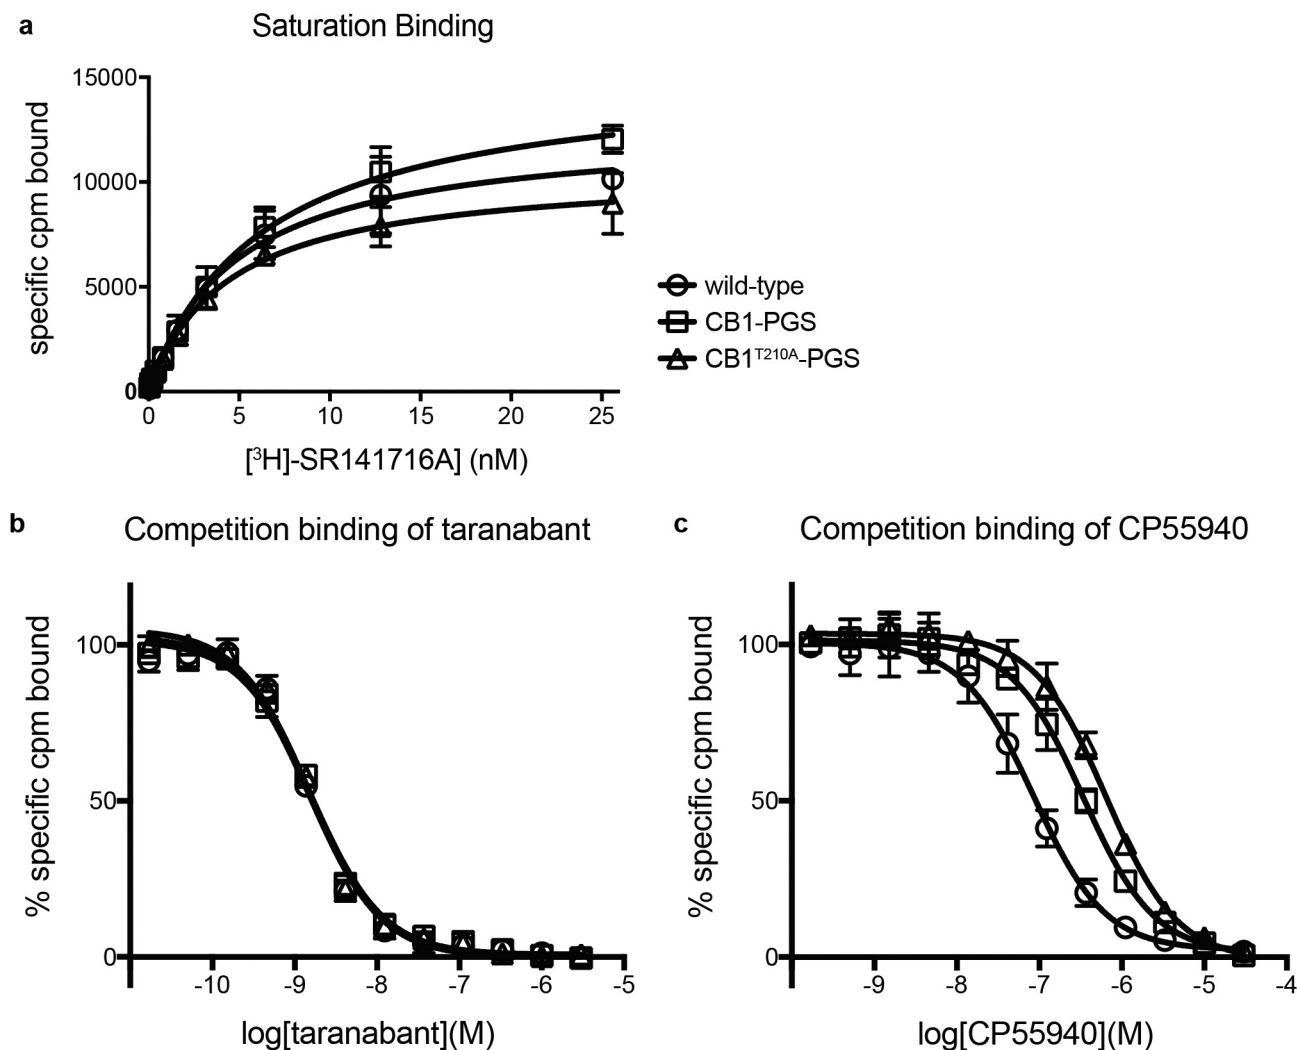 a
Saturation Binding
15000
10000
5000
0
0 5 10 15 20 25
specific cpm bound
[³H]-SR141716A] (nM)
wild-type
CB1-PGS
CB1ᵀ²¹⁰ᴬ-PGS
b
Competition binding of taranabant
100
50
0
-10 -9 -8 -7 -6 -5
% specific cpm bound
log[taranabant](M)
c
Competition binding of CP55940
100
50
0
-9 -8 -7 -6 -5 -4
% specific cpm bound
log[CP55940](M)